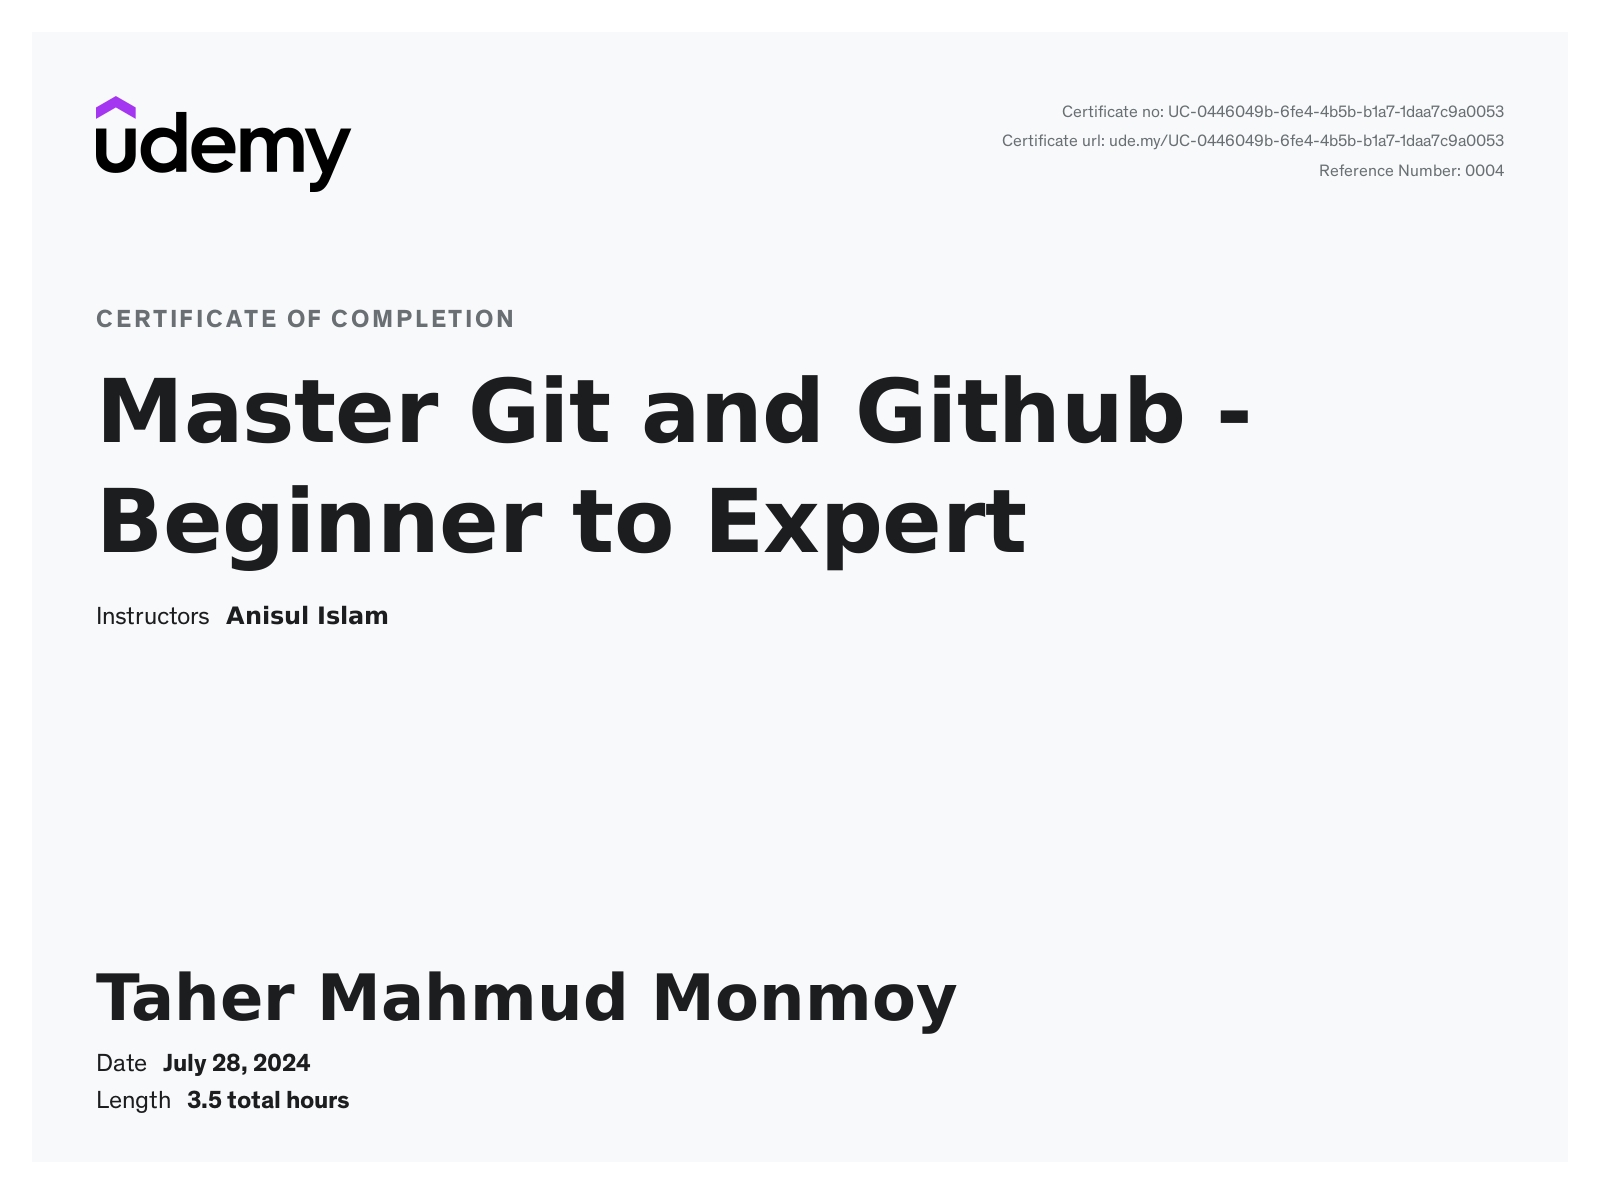 udemy
Certificate no: UC-0446049b-6fe4-4b5b-b1a7-1daa7c9a0053
Certificate url: ude.my/UC-0446049b-6fe4-4b5b-b1a7-1daa7c9a0053
Reference Number: 0004
CERTIFICATE OF COMPLETION
Master Git and Github -
Beginner to Expert
Instructors Anisul Islam
Taher Mahmud Monmoy
Date July 28, 2024
Length 3.5 total hours